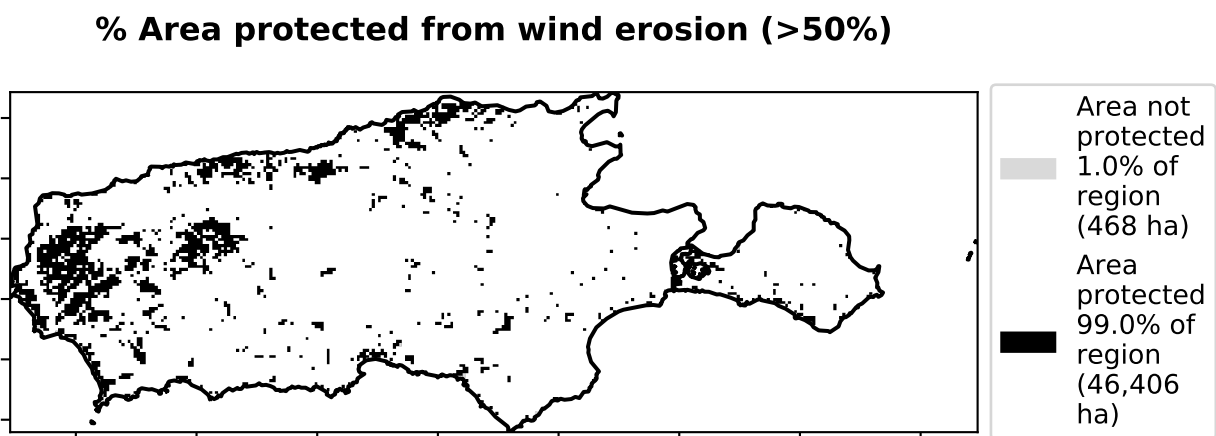 % Area protected from wind erosion (>50%)
Area not
protected
1.0% of
region
(468 ha)
Area
protected
99.0% of
region
(46,406
ha)